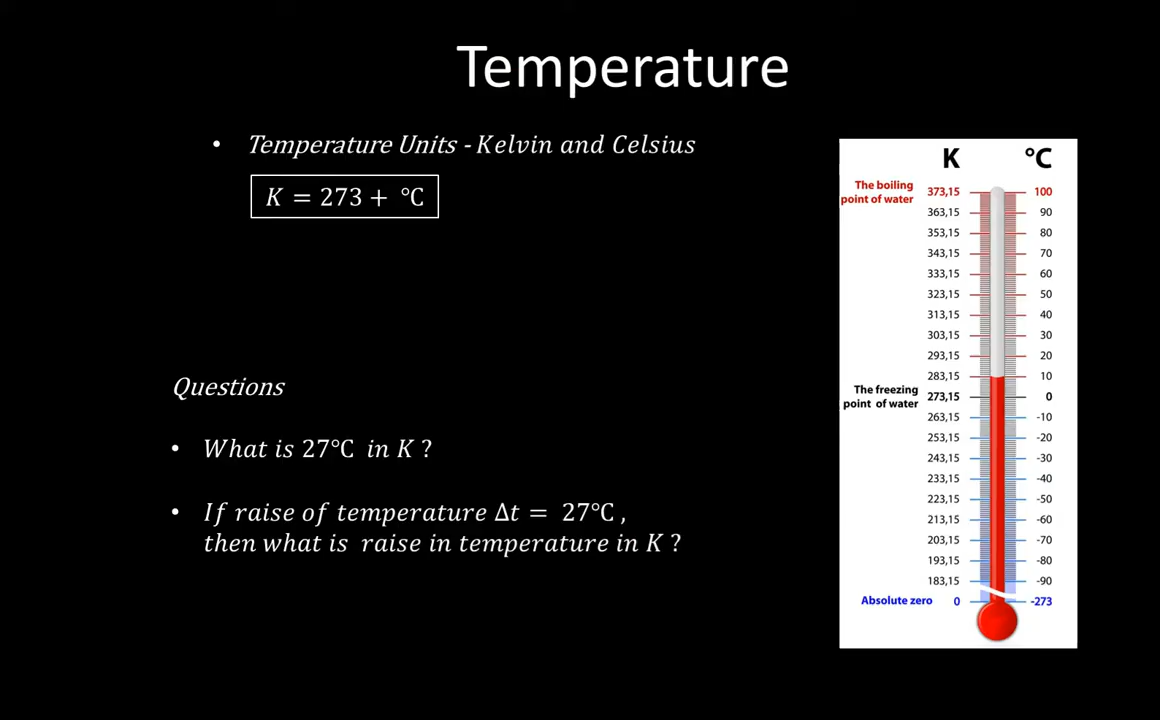 Temperature
• Temperature Units - Kelvin and Celsius
K = 273 + °C
Questions
• What is 27°C in K ?
• If raise of temperature Δt = 27°C ,
then what is raise in temperature in K ?
K °C
The boiling
point of water
373,15 100
363,15 90
353,15 80
343,15 70
333,15 60
323,15 50
313,15 40
303,15 30
293,15 20
283,15 10
The freezing
point of water
273,15 0
263,15 -10
253,15 -20
243,15 -30
233,15 -40
223,15 -50
213,15 -60
203,15 -70
193,15 -80
183,15 -90
Absolute zero 0 -273